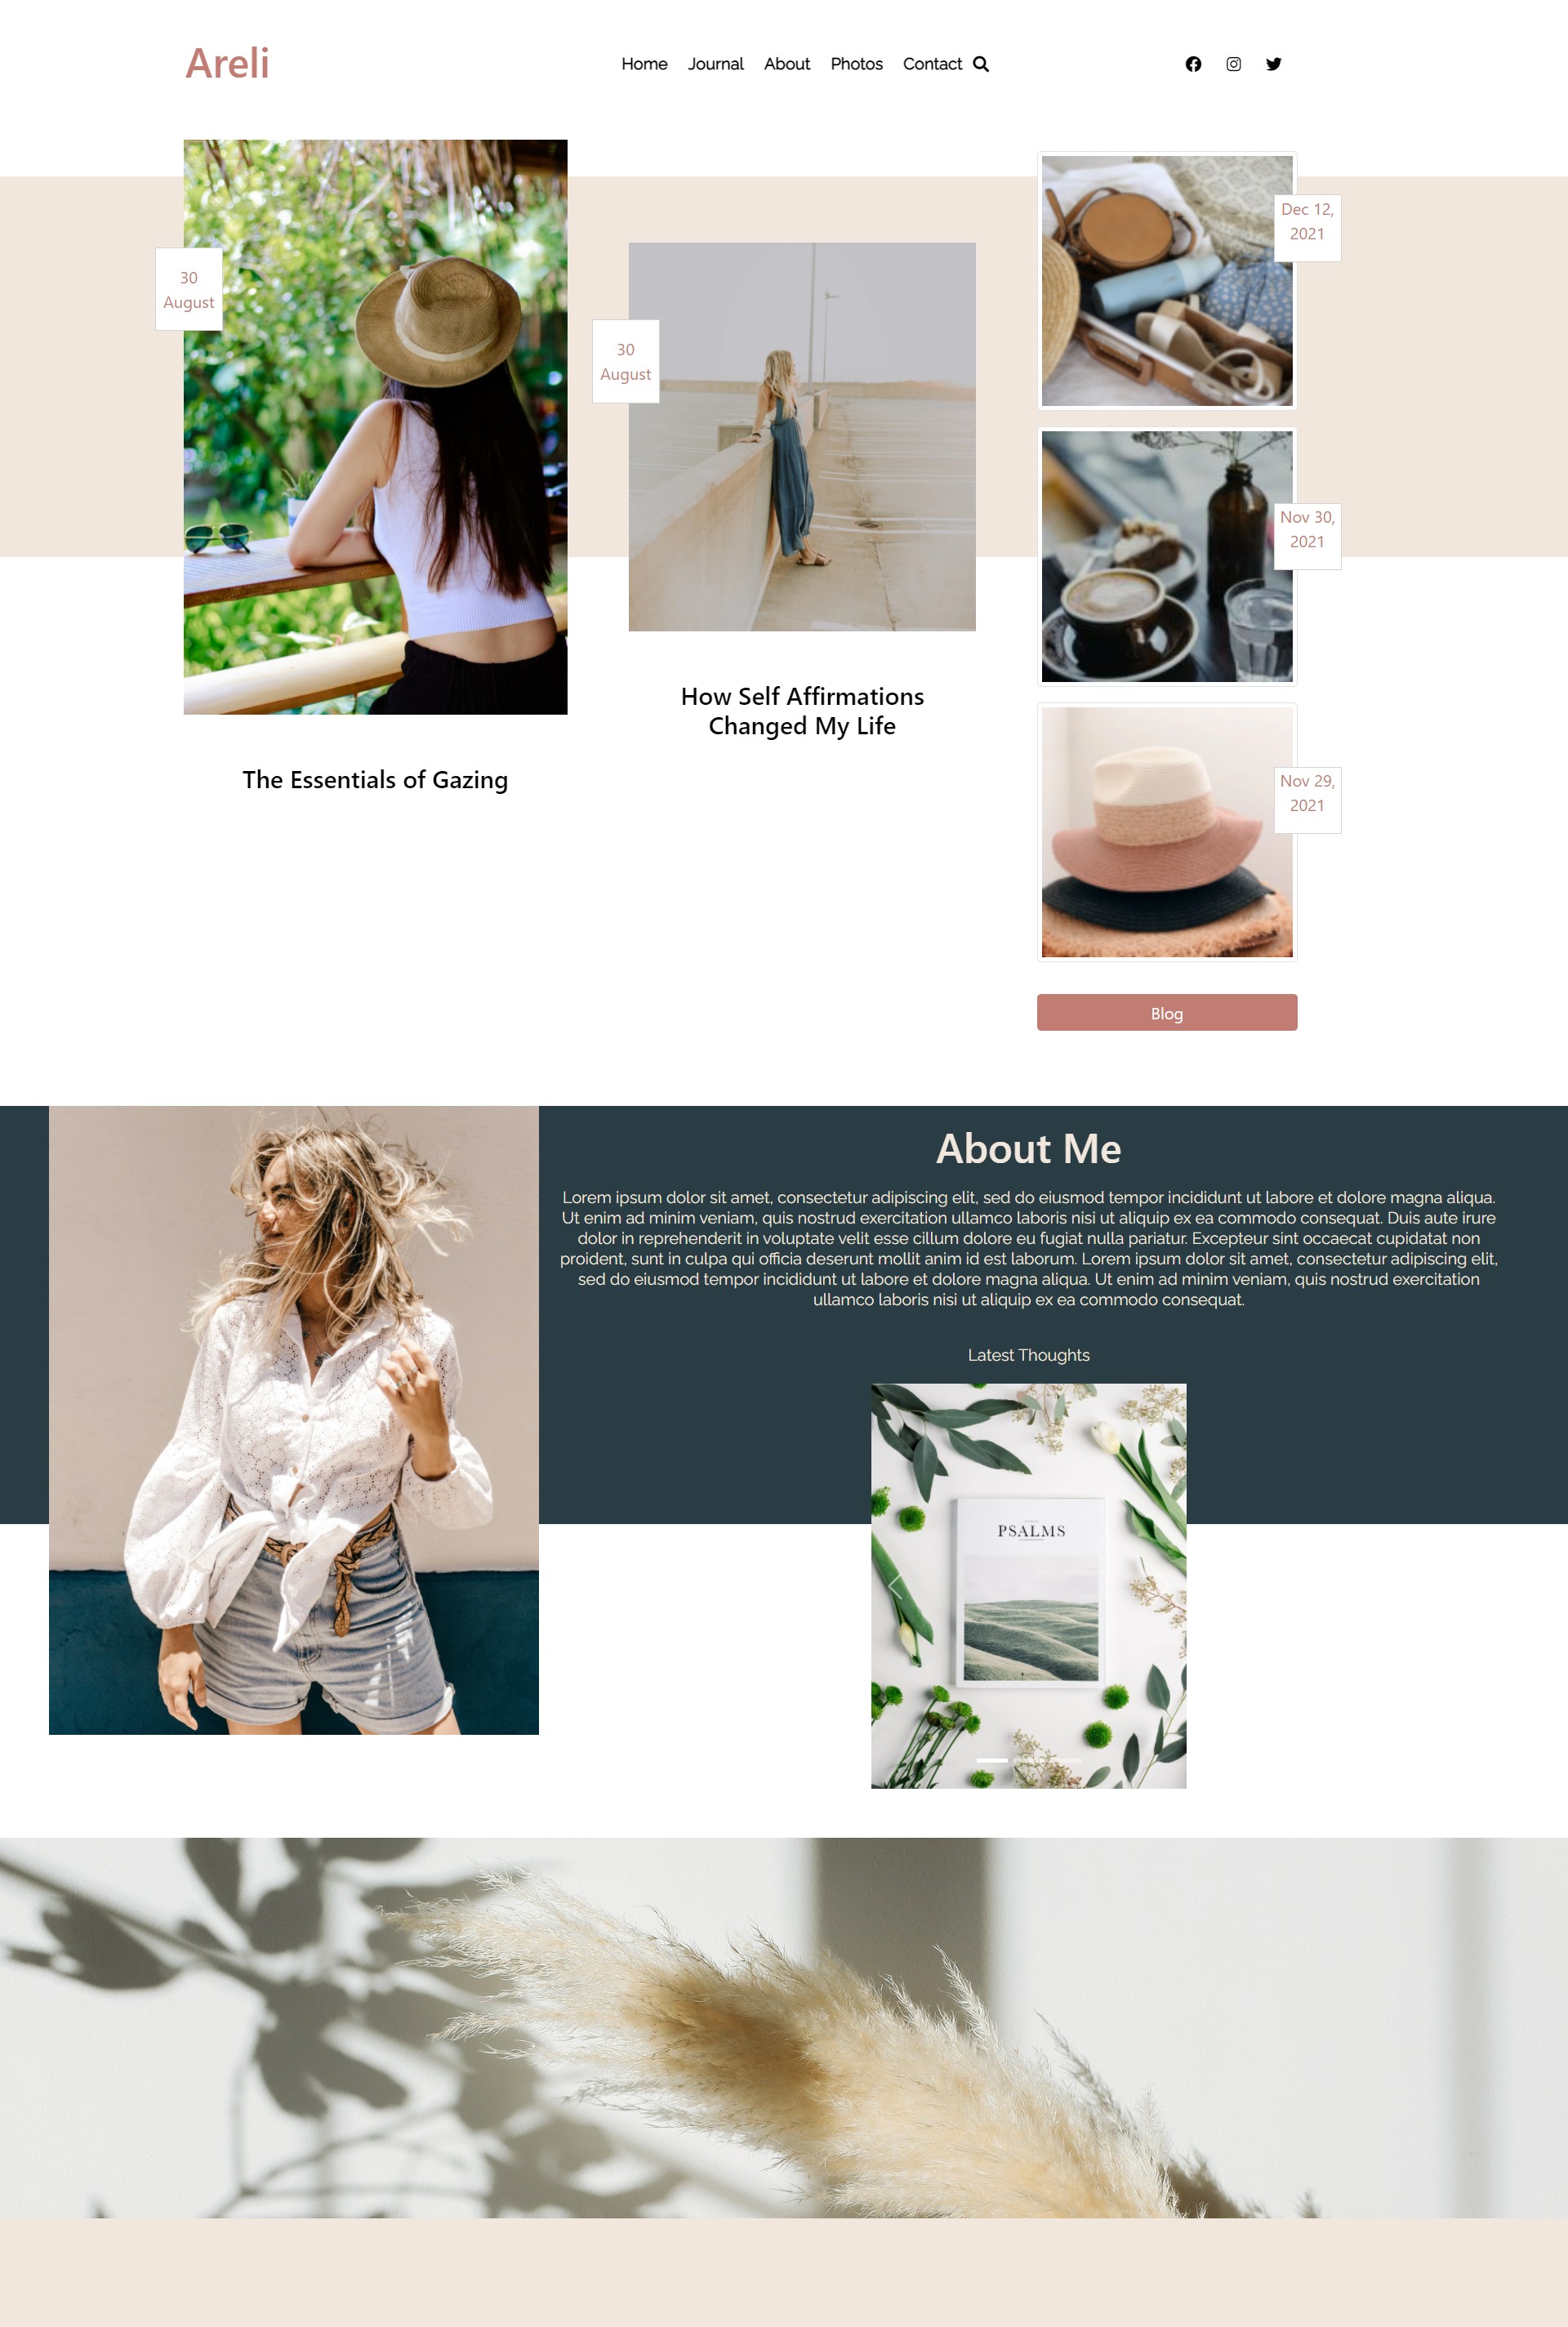 Areli
Home Journal About Photos Contact
30
August
The Essentials of Gazing
30
August
How Self Affirmations
Changed My Life
Dec 12,
2021
Nov 30,
2021
Nov 29,
2021
Blog
About Me
Lorem ipsum dolor sit amet, consectetur adipiscing elit, sed do eiusmod tempor incididunt ut labore et dolore magna aliqua.
Ut enim ad minim veniam, quis nostrud exercitation ullamco laboris nisi ut aliquip ex ea commodo consequat. Duis aute irure
dolor in reprehenderit in voluptate velit esse cillum dolore eu fugiat nulla pariatur. Excepteur sint occaecat cupidatat non
proident, sunt in culpa qui officia deserunt mollit anim id est laborum. Lorem ipsum dolor sit amet, consectetur adipiscing elit,
sed do eiusmod tempor incididunt ut labore et dolore magna aliqua. Ut enim ad minim veniam, quis nostrud exercitation
ullamco laboris nisi ut aliquip ex ea commodo consequat.
Latest Thoughts
PSALMS